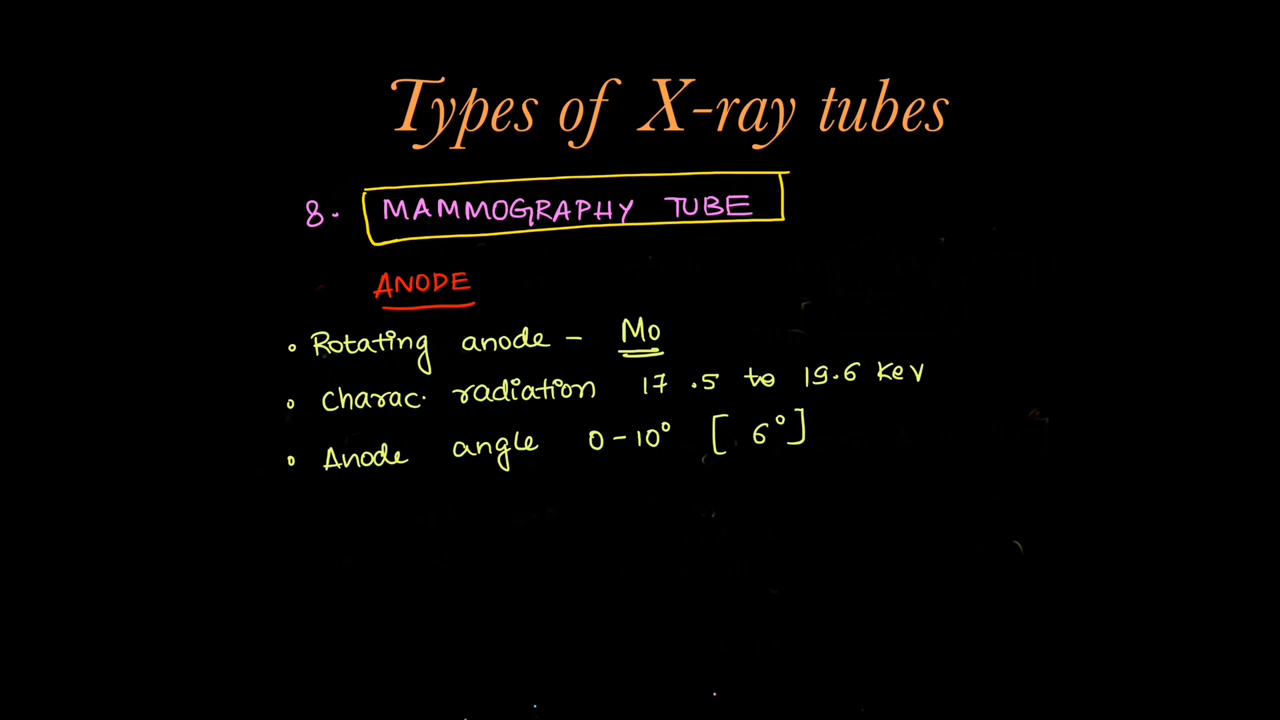 Types of X-ray tubes
8. MAMMOGRAPHY TUBE
ANODE
• Rotating anode - Mo
• Charac. radiation 17.5 to 19.6 Kev
• Anode angle 0-10° [6°]